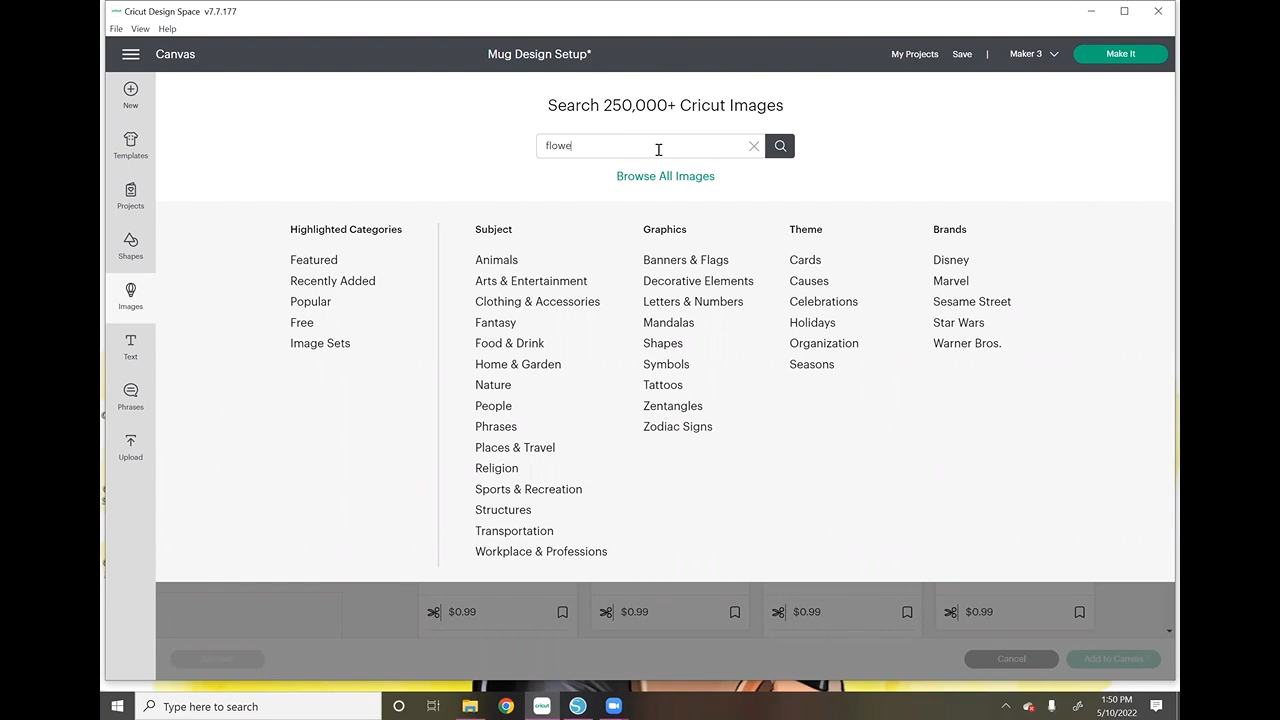 Cricut Design Space v7.7.177
File View Help
Canvas
Mug Design Setup*
My Projects Save | Maker 3
Make It
New
Templates
Projects
Shapes
Images
Text
Phrases
Upload
Search 250,000+ Cricut Images
flowe
Browse All Images
Highlighted Categories
Featured
Recently Added
Popular
Free
Image Sets
Subject
Animals
Arts & Entertainment
Clothing & Accessories
Fantasy
Food & Drink
Home & Garden
Nature
People
Phrases
Places & Travel
Religion
Sports & Recreation
Structures
Transportation
Workplace & Professions
Graphics
Banners & Flags
Decorative Elements
Letters & Numbers
Mandalas
Shapes
Symbols
Tattoos
Zentangles
Zodiac Signs
Theme
Cards
Causes
Celebrations
Holidays
Organization
Seasons
Brands
Disney
Marvel
Sesame Street
Star Wars
Warner Bros.
$0.99 $0.99 $0.99 $0.99
Cancel
Add to Canvas
Type here to search
cricut
1:50 PM
5/10/2022